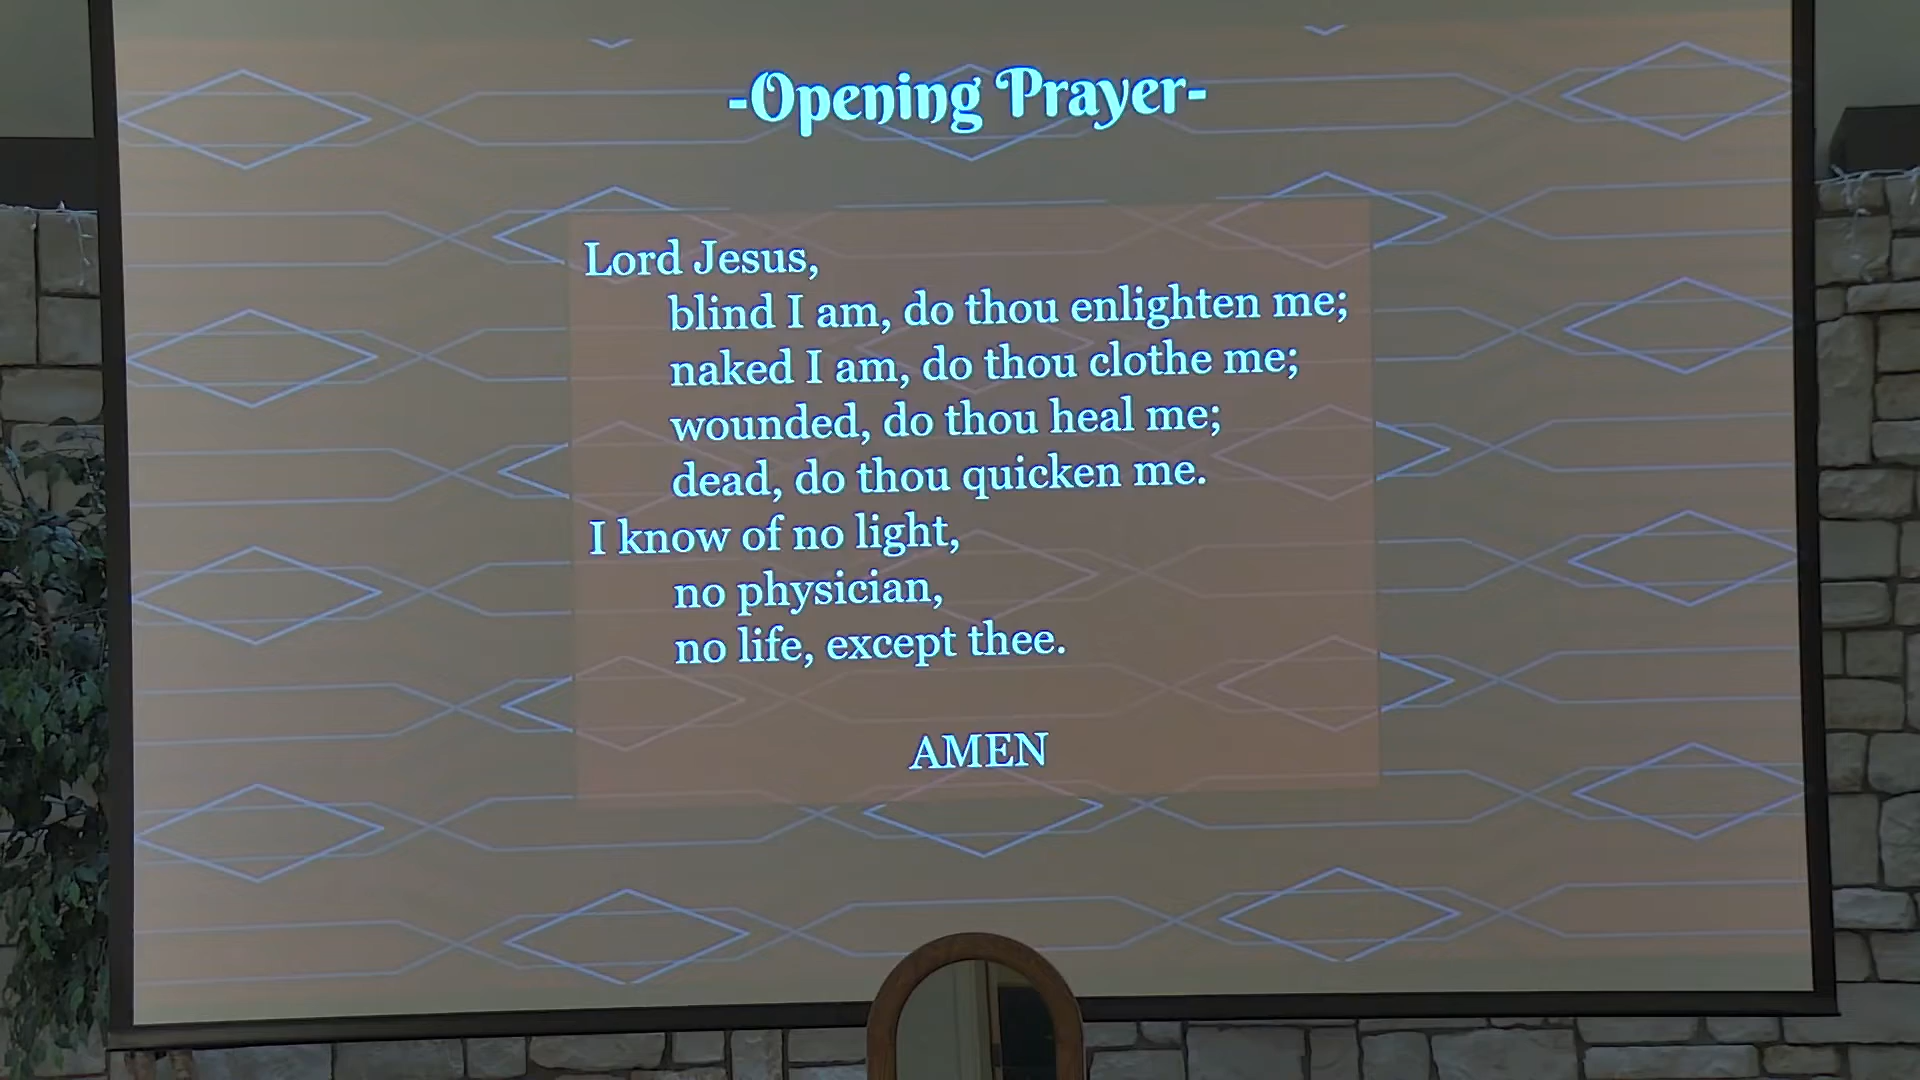 -Opening Prayer-
Lord Jesus,
blind I am, do thou enlighten me;
naked I am, do thou clothe me;
wounded, do thou heal me;
dead, do thou quicken me.
I know of no light,
no physician,
no life, except thee.
AMEN